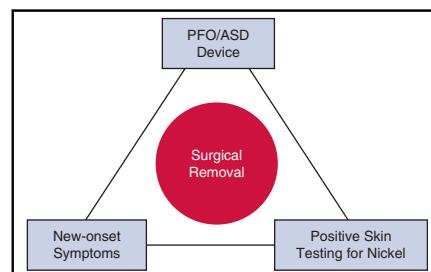 PFO/ASD
Device
Surgical
Removal
New-onset
Symptoms
Positive Skin
Testing for Nickel